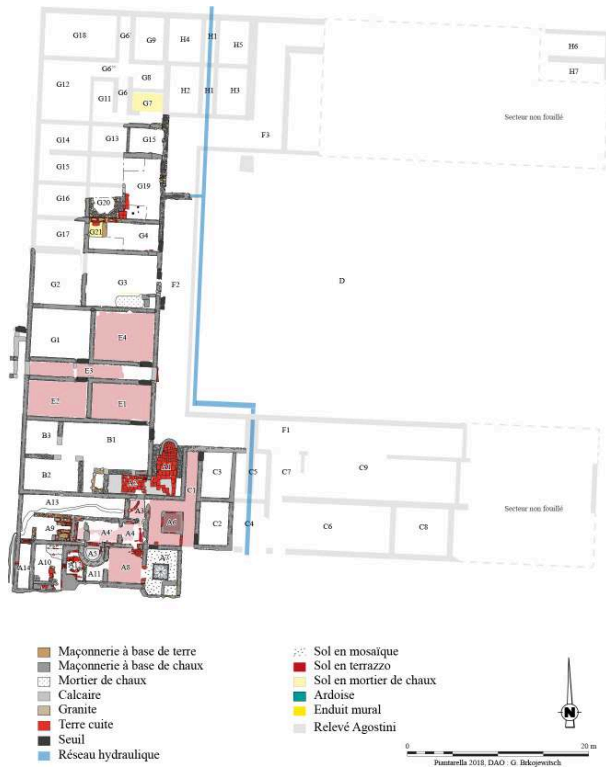 G18
G6'
G9
H4
H1
H5
H6
H7
G12
G6''
G8
G11
G6
G7
H2
H1
H3
Secteur non fouillé
G14
G13
G15
F3
G15
G19
G16
G20
G17
G21
G4
G2
G3
F2
D
G1
E4
E3
E2
E1
F1
B3
B1
A1
C3
C5
C7
C9
B2
C1
A13
A3
C2
C4
C6
C8
Secteur non fouillé
A9
A4'
A4
A6
A10
A5
A7
A14
A11
A8
Maçonnerie à base de terre
Maçonnerie à base de chaux
Mortier de chaux
Calcaire
Granite
Terre cuite
Seuil
Réseau hydraulique
Sol en mosaïque
Sol en terrazzo
Sol en mortier de chaux
Ardoise
Enduit mural
Relevé Agostini
N
0
20 m
Piantarella 2018, DAO : G. Brkojewitsch